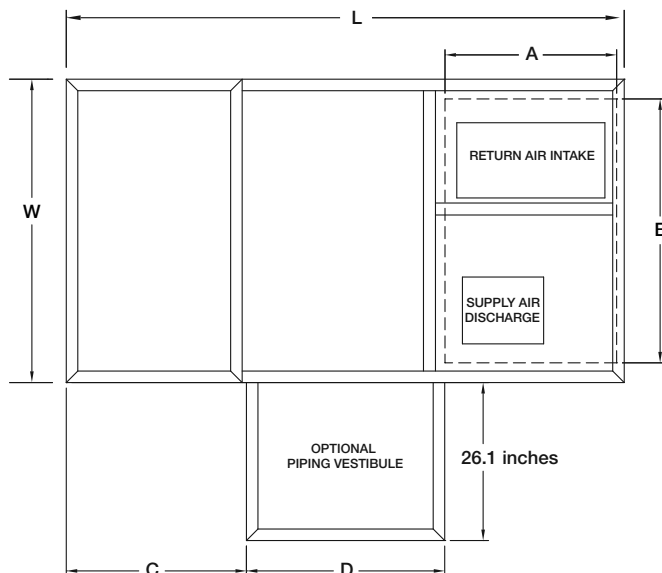 L
A
RETURN AIR INTAKE
W
B
SUPPLY AIR
DISCHARGE
OPTIONAL
PIPING VESTIBULE
26.1 inches
C
D